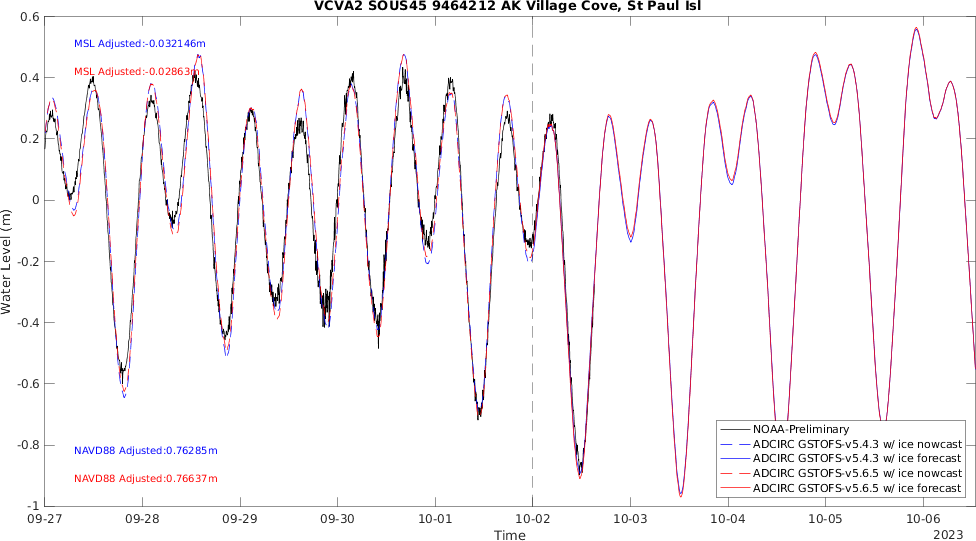 VCVA2 SOUS45 9464212 AK Village Cove, St Paul Isl
MSL Adjusted:-0.032146m
MSL Adjusted:-0.02863m
NAVD88 Adjusted:0.76285m
NAVD88 Adjusted:0.76637m
Water Level (m)
0.6
0.4
0.2
0
-0.2
-0.4
-0.6
-0.8
-1
NOAA-Preliminary
ADCIRC GSTOFS-v5.4.3 w/ ice nowcast
ADCIRC GSTOFS-v5.4.3 w/ ice forecast
ADCIRC GSTOFS-v5.6.5 w/ ice nowcast
ADCIRC GSTOFS-v5.6.5 w/ ice forecast
09-27 09-28 09-29 09-30 10-01 10-02 10-03 10-04 10-05 10-06
Time
2023